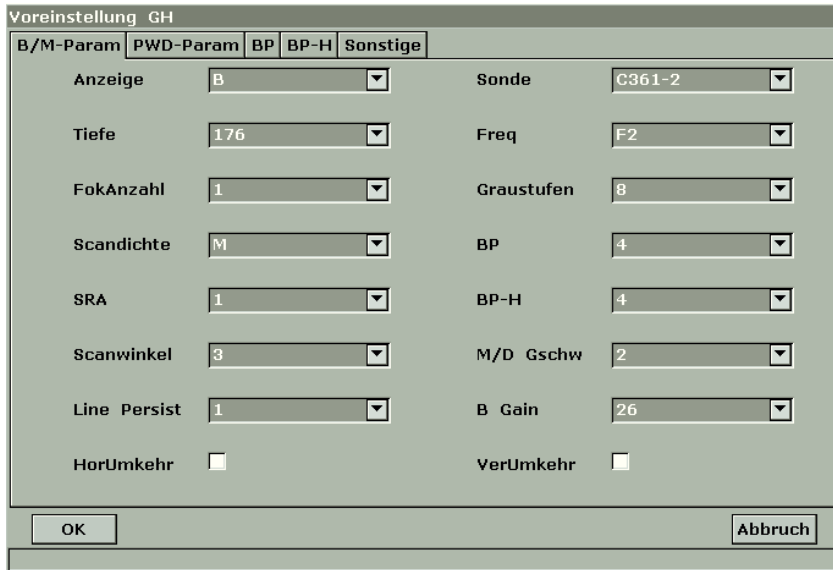 Voreinstellung GH
B/M-Param PWD-Param BP BP-H Sonstige
Anzeige B Sonde C361-2
Tiefe 176 Freq F2
FokAnzahl 1 Graustufen 8
Scandichte M BP 4
SRA 1 BP-H 4
Scanwinkel 3 M/D Gschw 2
Line Persist 1 B Gain 26
HorUmkehr VerUmkehr
OK Abbruch